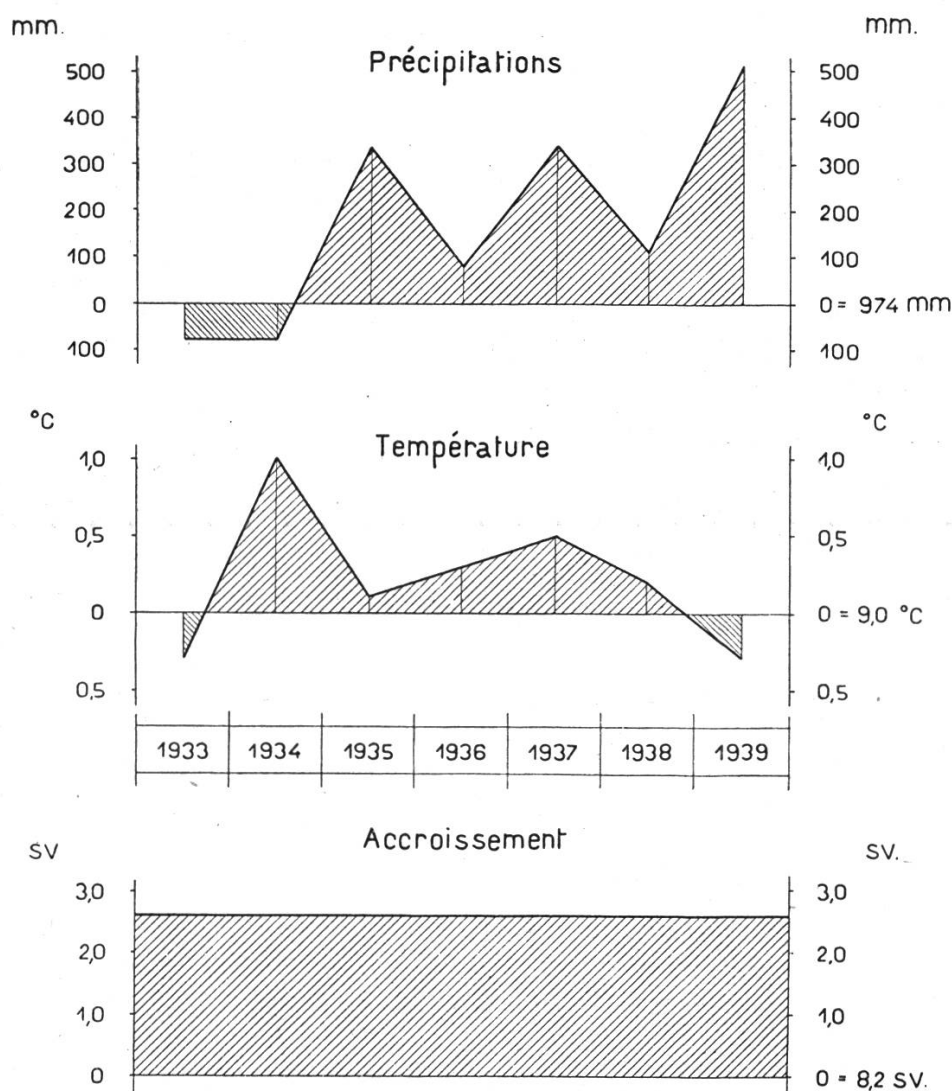 mm. mm.
Précipitations
500 500
400 400
300 300
200 200
100 100
0 0 = 974 mm
100 100
°C °C
Température
1,0 1,0
0,5 0,5
0 0 = 9,0 °C
0,5 0,5
1933 1934 1935 1936 1937 1938 1939
Accroissement
SV SV.
3,0 3,0
2,0 2,0
1,0 1,0
0 0 = 8,2 SV.